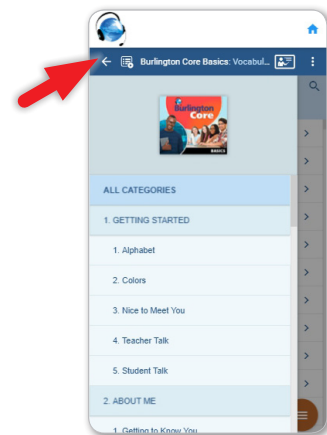 Burlington Core Basics: Vocabul...
Burlington
Core
BASICS
ALL CATEGORIES
1. GETTING STARTED
1. Alphabet
2. Colors
3. Nice to Meet You
4. Teacher Talk
5. Student Talk
2. ABOUT ME
1. Getting to Know You